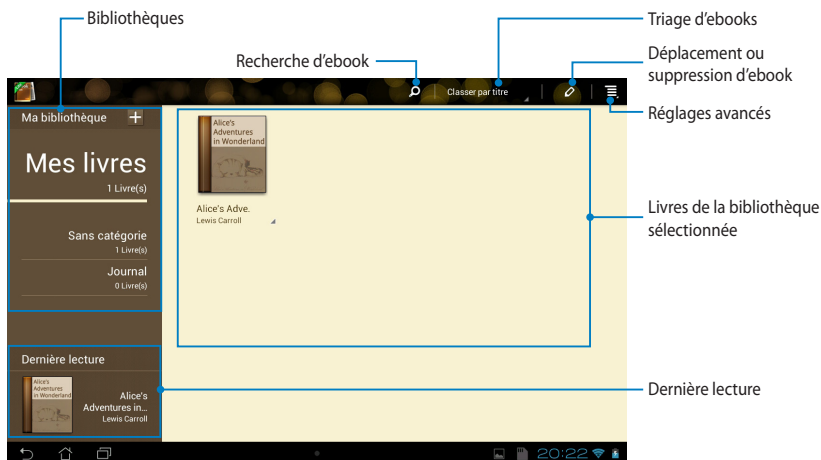 Bibliothèques
Triage d'ebooks
Recherche d'ebook
Déplacement ou
suppression d'ebook
Classer par titre
Réglages avancés
Ma bibliothèque
Mes livres
1 Livre(s)
Sans catégorie
1 Livre(s)
Journal
0 Livre(s)
Alice's
Adventures
in Wonderland
Alice's Adve.
Lewis Carroll
Livres de la bibliothèque
sélectionnée
Dernière lecture
Alice's
Adventures
in Wonderland
Alice's
Adventures in...
Lewis Carroll
Dernière lecture
20:22